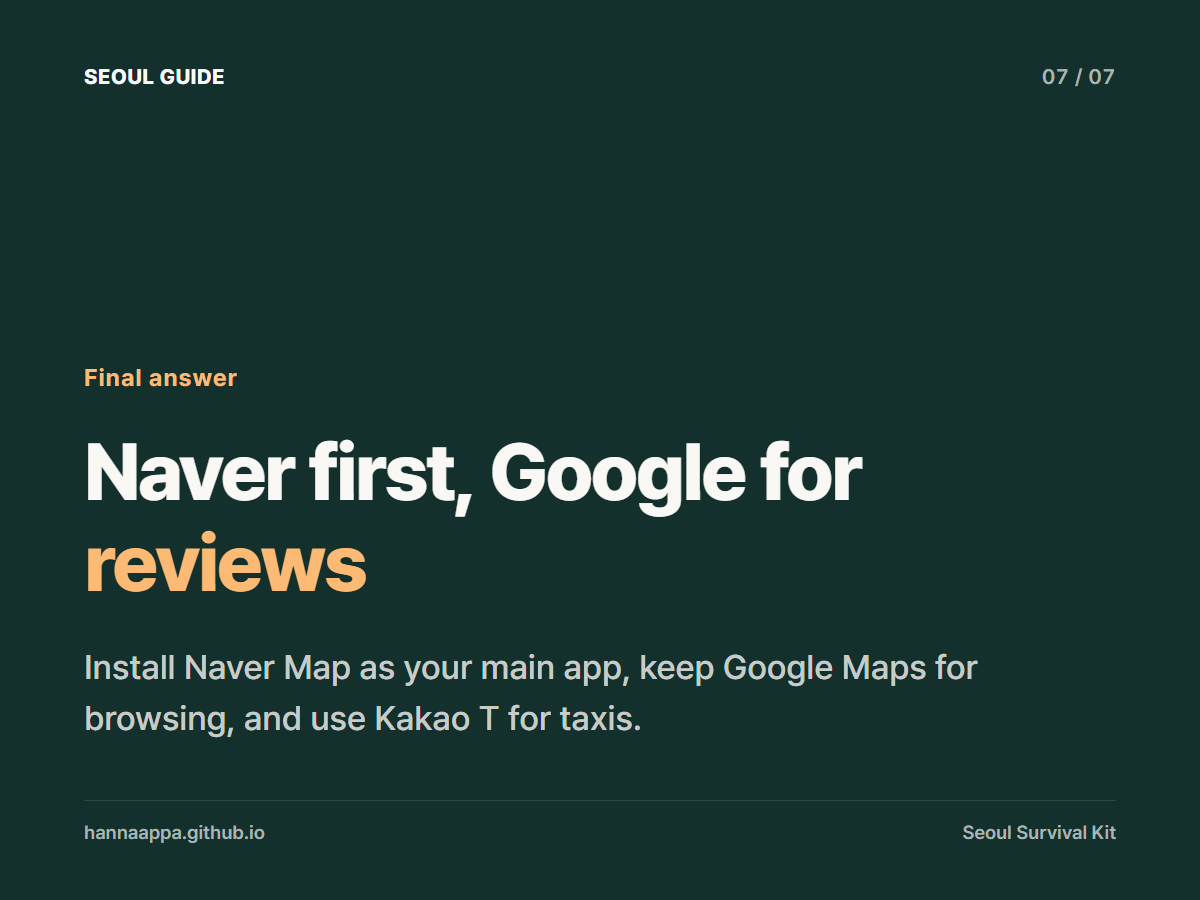 SEOUL GUIDE
07 / 07
Final answer
Naver first, Google for
reviews
Install Naver Map as your main app, keep Google Maps for
browsing, and use Kakao T for taxis.
hannaappa.github.io
Seoul Survival Kit